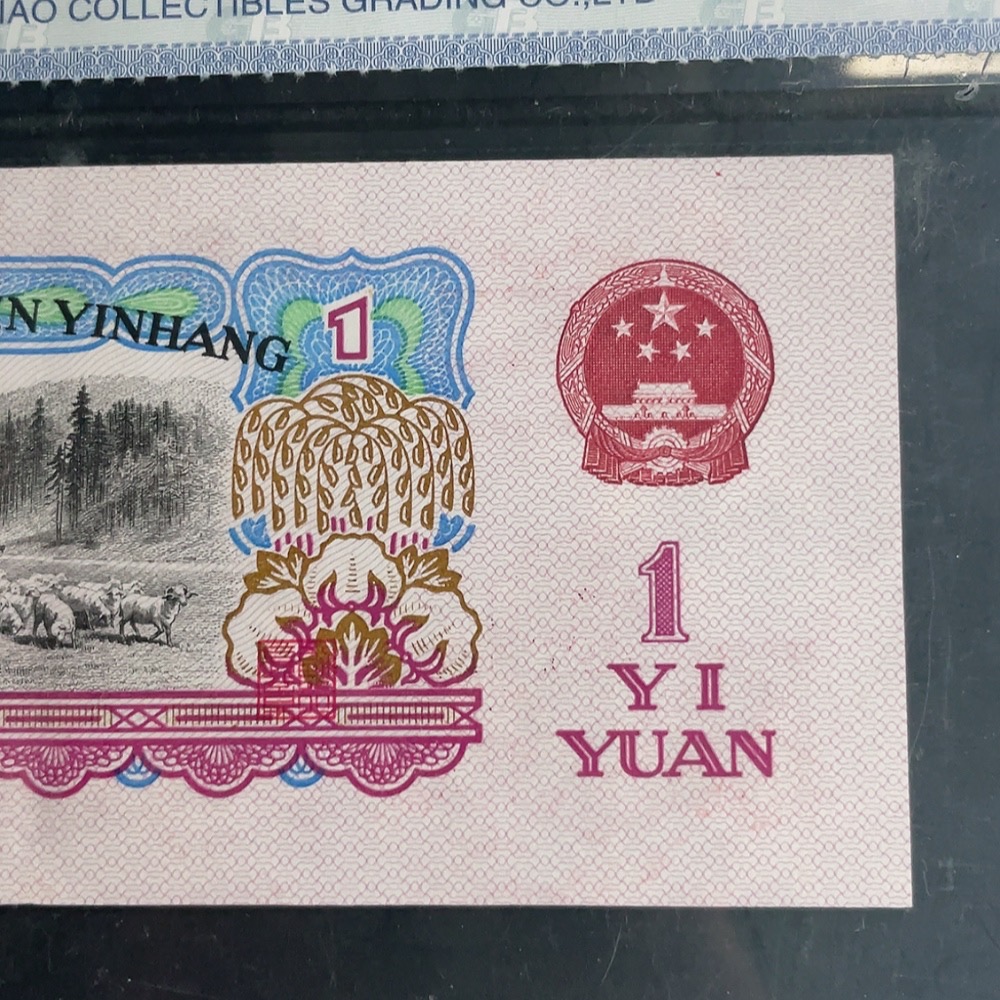 IAO COLLECTIBLES GRADING CO.,LTD
N YINHANG
1
1
YI
YUAN